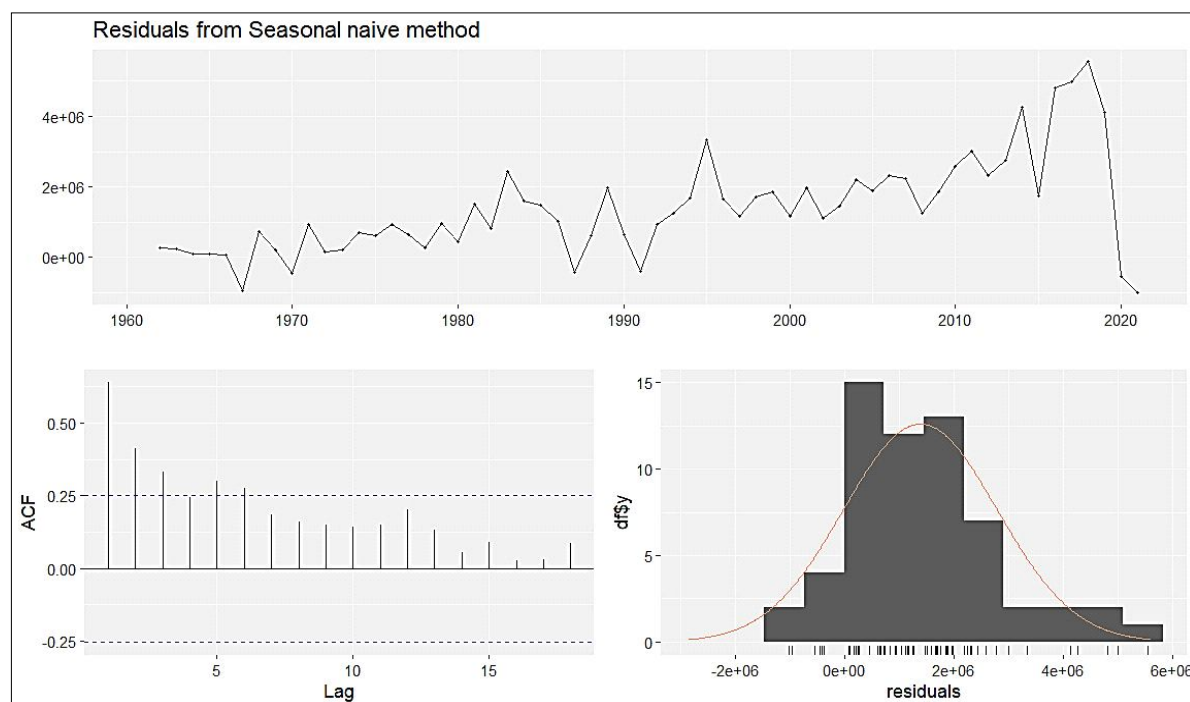 Residuals from Seasonal naive method
4e+06
2e+06
0e+00
1960 1970 1980 1990 2000 2010 2020
ACF
0.50
0.25
0.00
-0.25
5 10 15
Lag
df$y
15
10
5
0
-2e+06 0e+00 2e+06 4e+06 6e+06
residuals